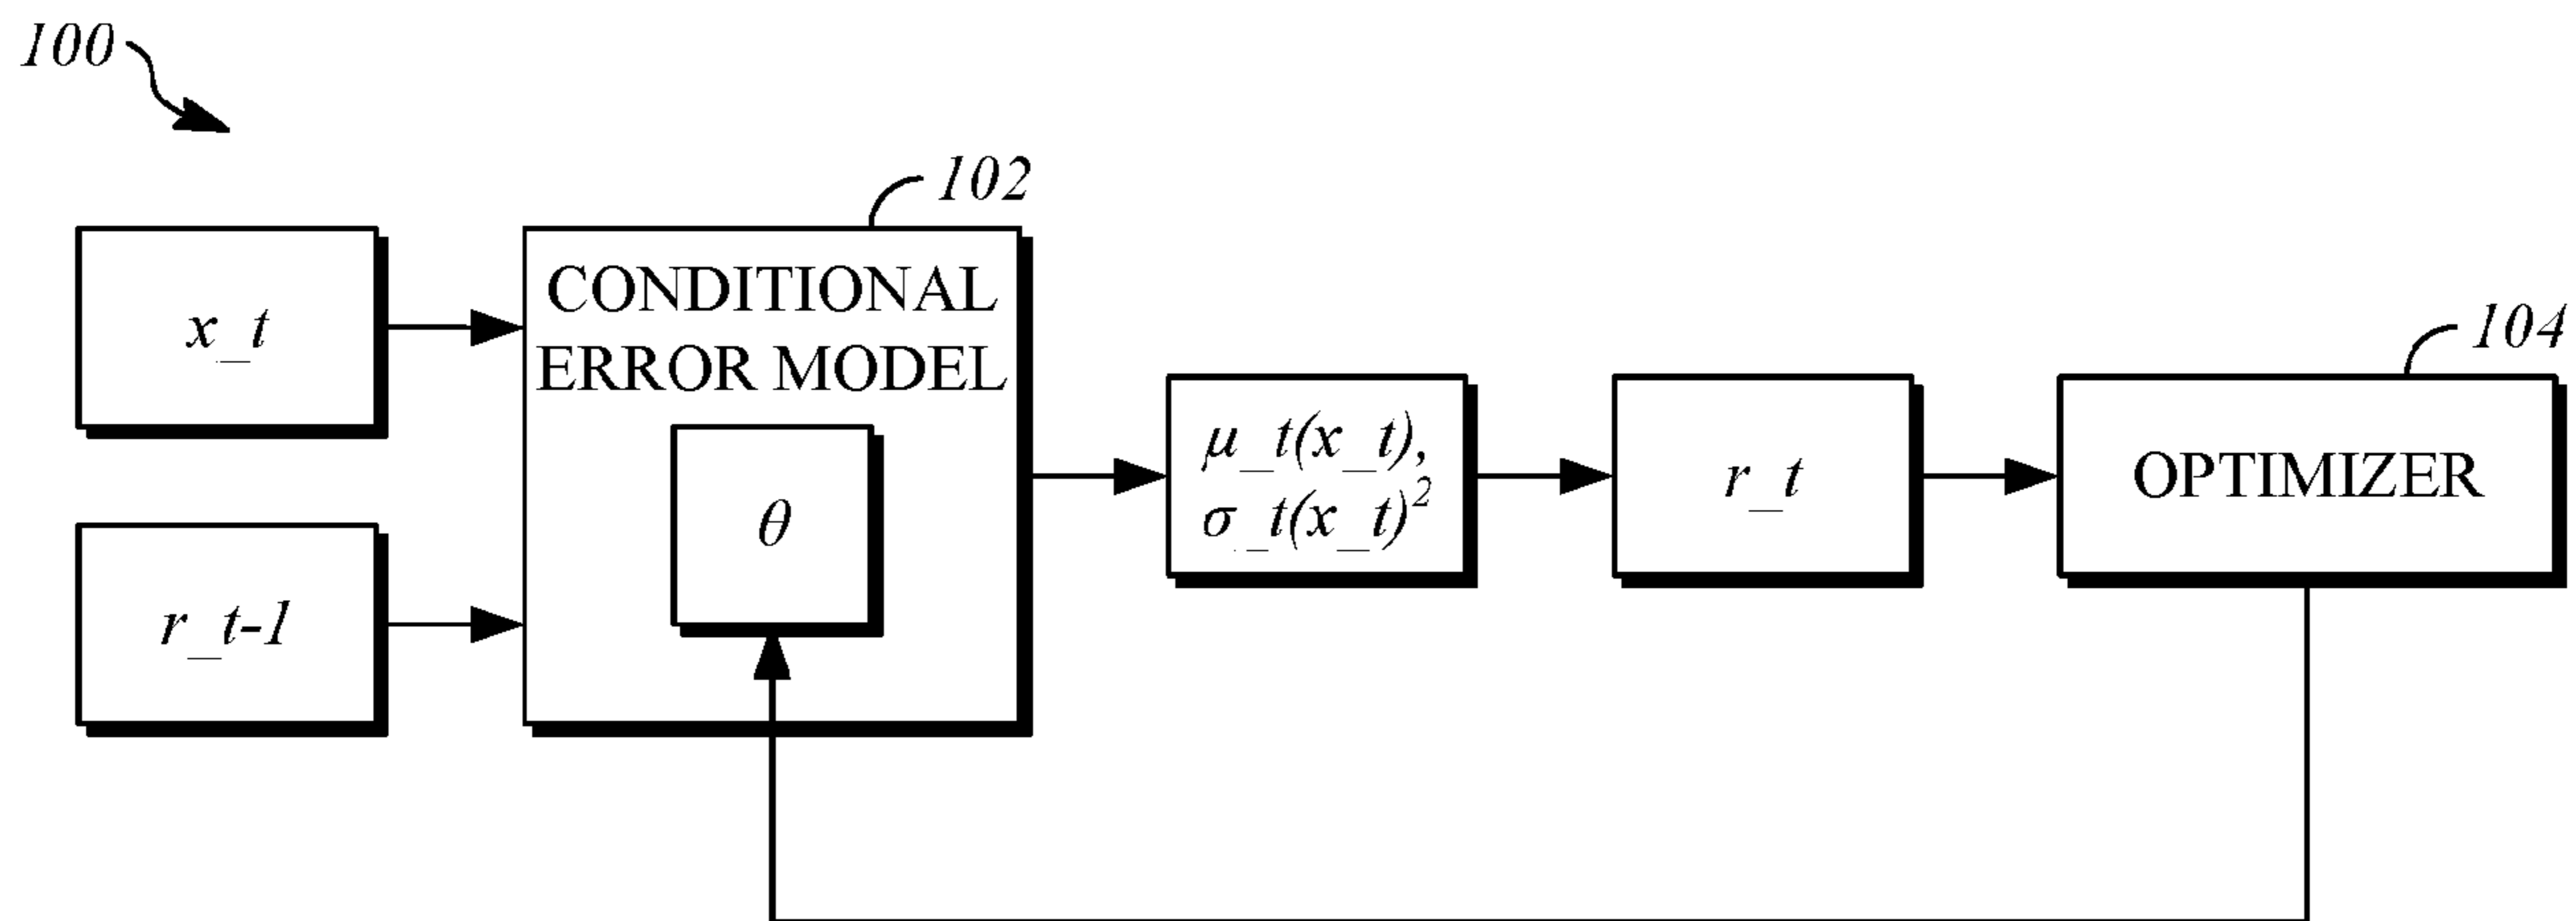 100
102
x_t
CONDITIONAL
ERROR MODEL
θ
r_t-1
μ_t(x_t),
σ_t(x_t)²
r_t
104
OPTIMIZER